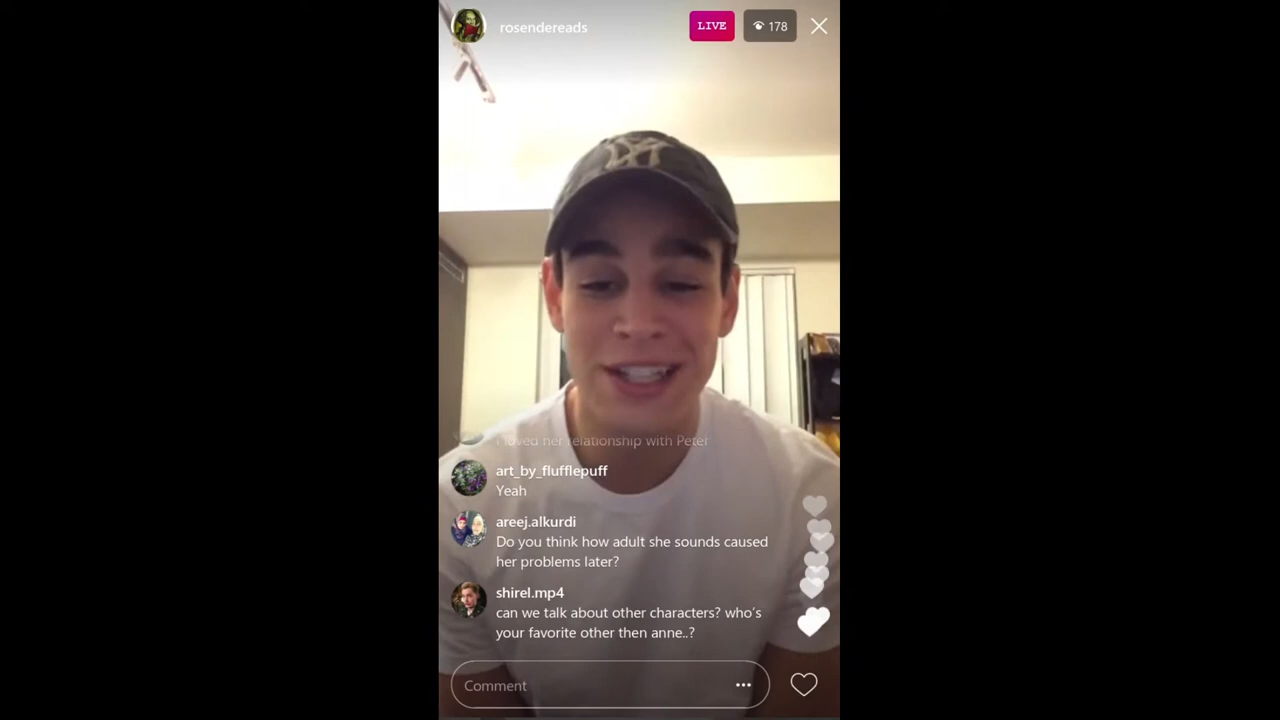 rosendereads
LIVE
178
I loved her relationship with Peter
art_by_flufflepuff
Yeah
areej.alkurdi
Do you think how adult she sounds caused
her problems later?
shirel.mp4
can we talk about other characters? who's
your favorite other then anne..?
Comment